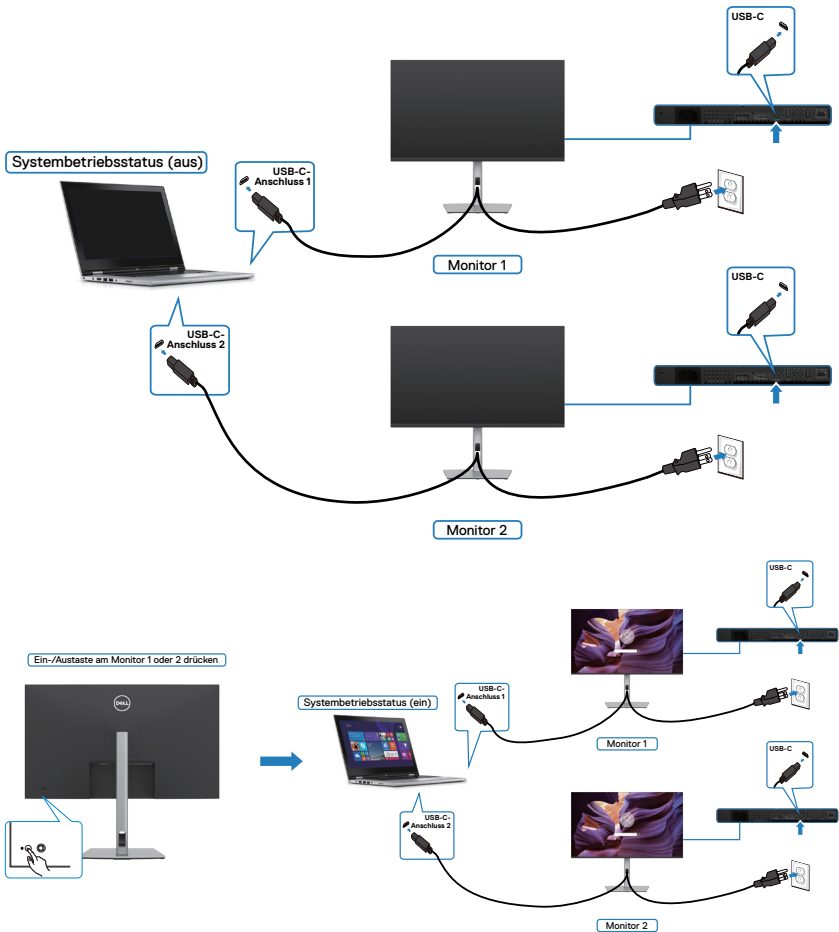 USB-C
Systembetriebsstatus (aus)
USB-C-
Anschluss 1
Monitor 1
USB-C
USB-C-
Anschluss 2
Monitor 2
USB-C
Ein-/Austaste am Monitor 1 oder 2 drücken
DELL
Systembetriebsstatus (ein)
USB-C-
Anschluss 1
Monitor 1
USB-C
USB-C-
Anschluss 2
Monitor 2